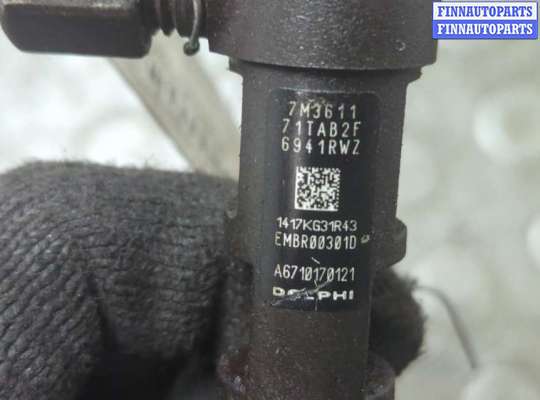 FINNAUTOPARTS
FINNAUTOPARTS
7M3611
71TAB2F
6941RWZ
1417KG31R43
EMBR00301D
A6710170121
DELPHI